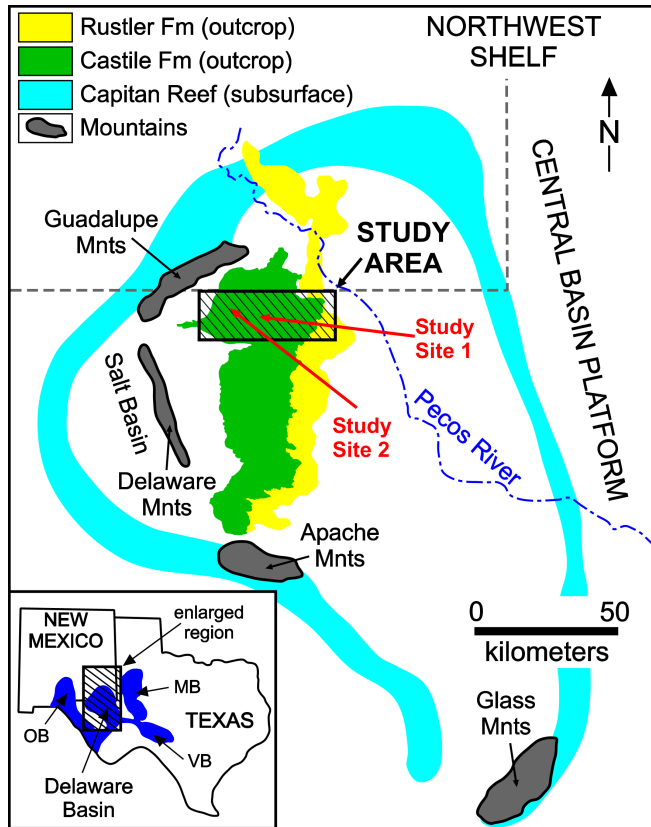 Rustler Fm (outcrop)
Castile Fm (outcrop)
Capitan Reef (subsurface)
Mountains
NORTHWEST
SHELF
N
CENTRAL BASIN PLATFORM
Guadalupe
Mnts
STUDY
AREA
Study
Site 1
Study
Site 2
Salt Basin
Delaware
Mnts
Pecos River
Apache
Mnts
0 50
kilometers
Glass
Mnts
NEW
MEXICO
enlarged
region
MB
TEXAS
OB
VB
Delaware
Basin